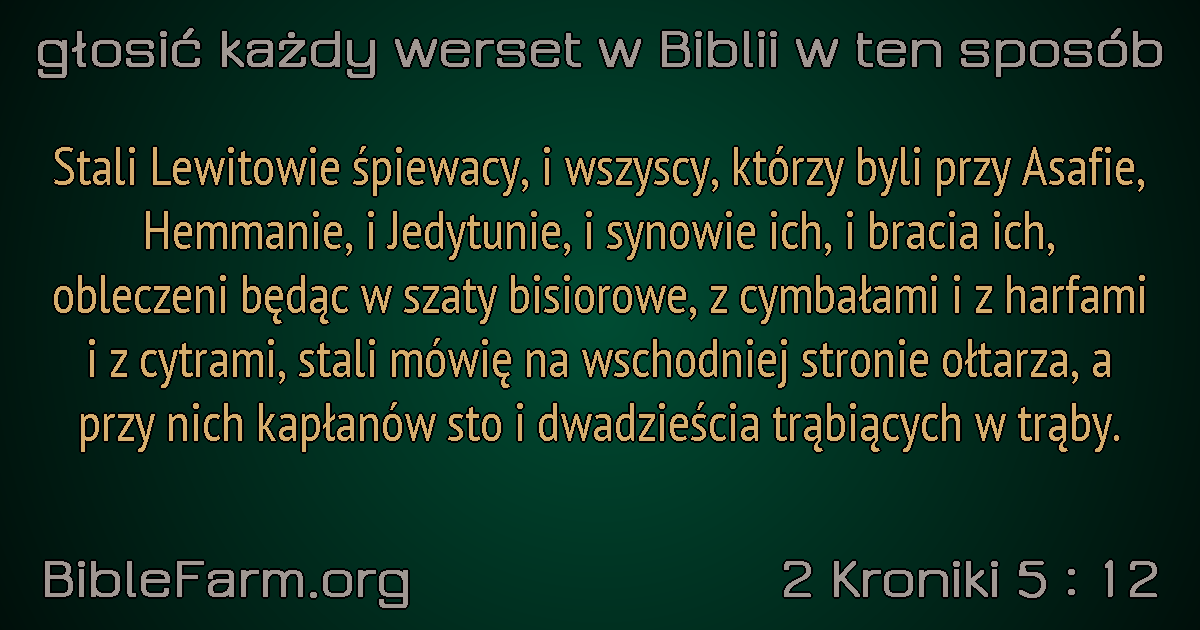 głosić każdy werset w Biblii w ten sposób
Stali Lewitowie śpiewacy, i wszyscy, którzy byli przy Asafie,
Hemmanie, i Jedytunie, i synowie ich, i bracia ich,
obleczeni będąc w szaty bisiorowe, z cymbałami i z harfami
i z cytrami, stali mówię na wschodniej stronie ołtarza, a
przy nich kapłanów sto i dwadzieścia trąbiących w trąby.
BibleFarm.org
2 Kroniki 5 : 12